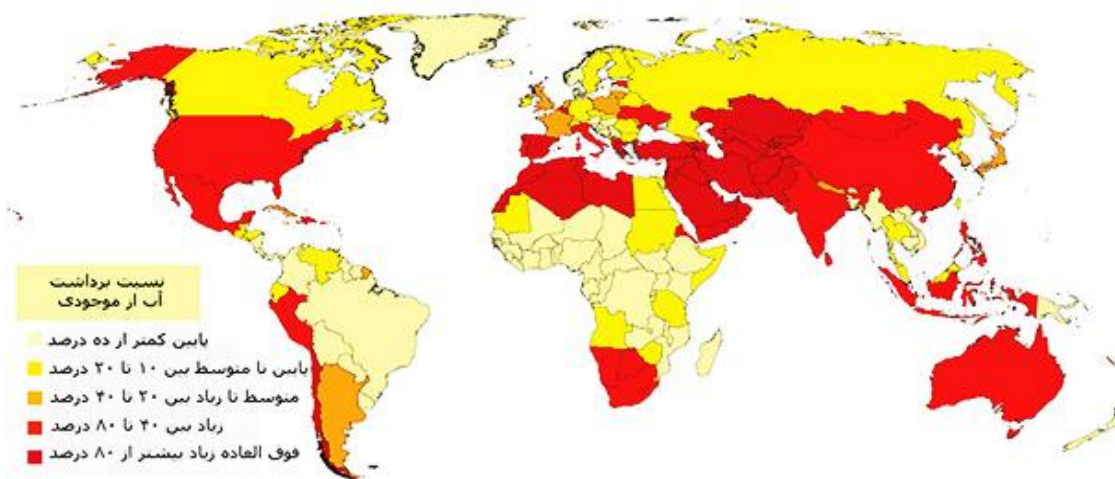 نسبت برداشت
آب از موجودی
پایین کمتر از ده درصد
پایین تا متوسط بین ۱۰ تا ۲۰ درصد
متوسط تا زیاد بین ۲۰ تا ۴۰ درصد
زیاد بین ۴۰ تا ۸۰ درصد
فوق العاده زیاد بیشتر از ۸۰ درصد